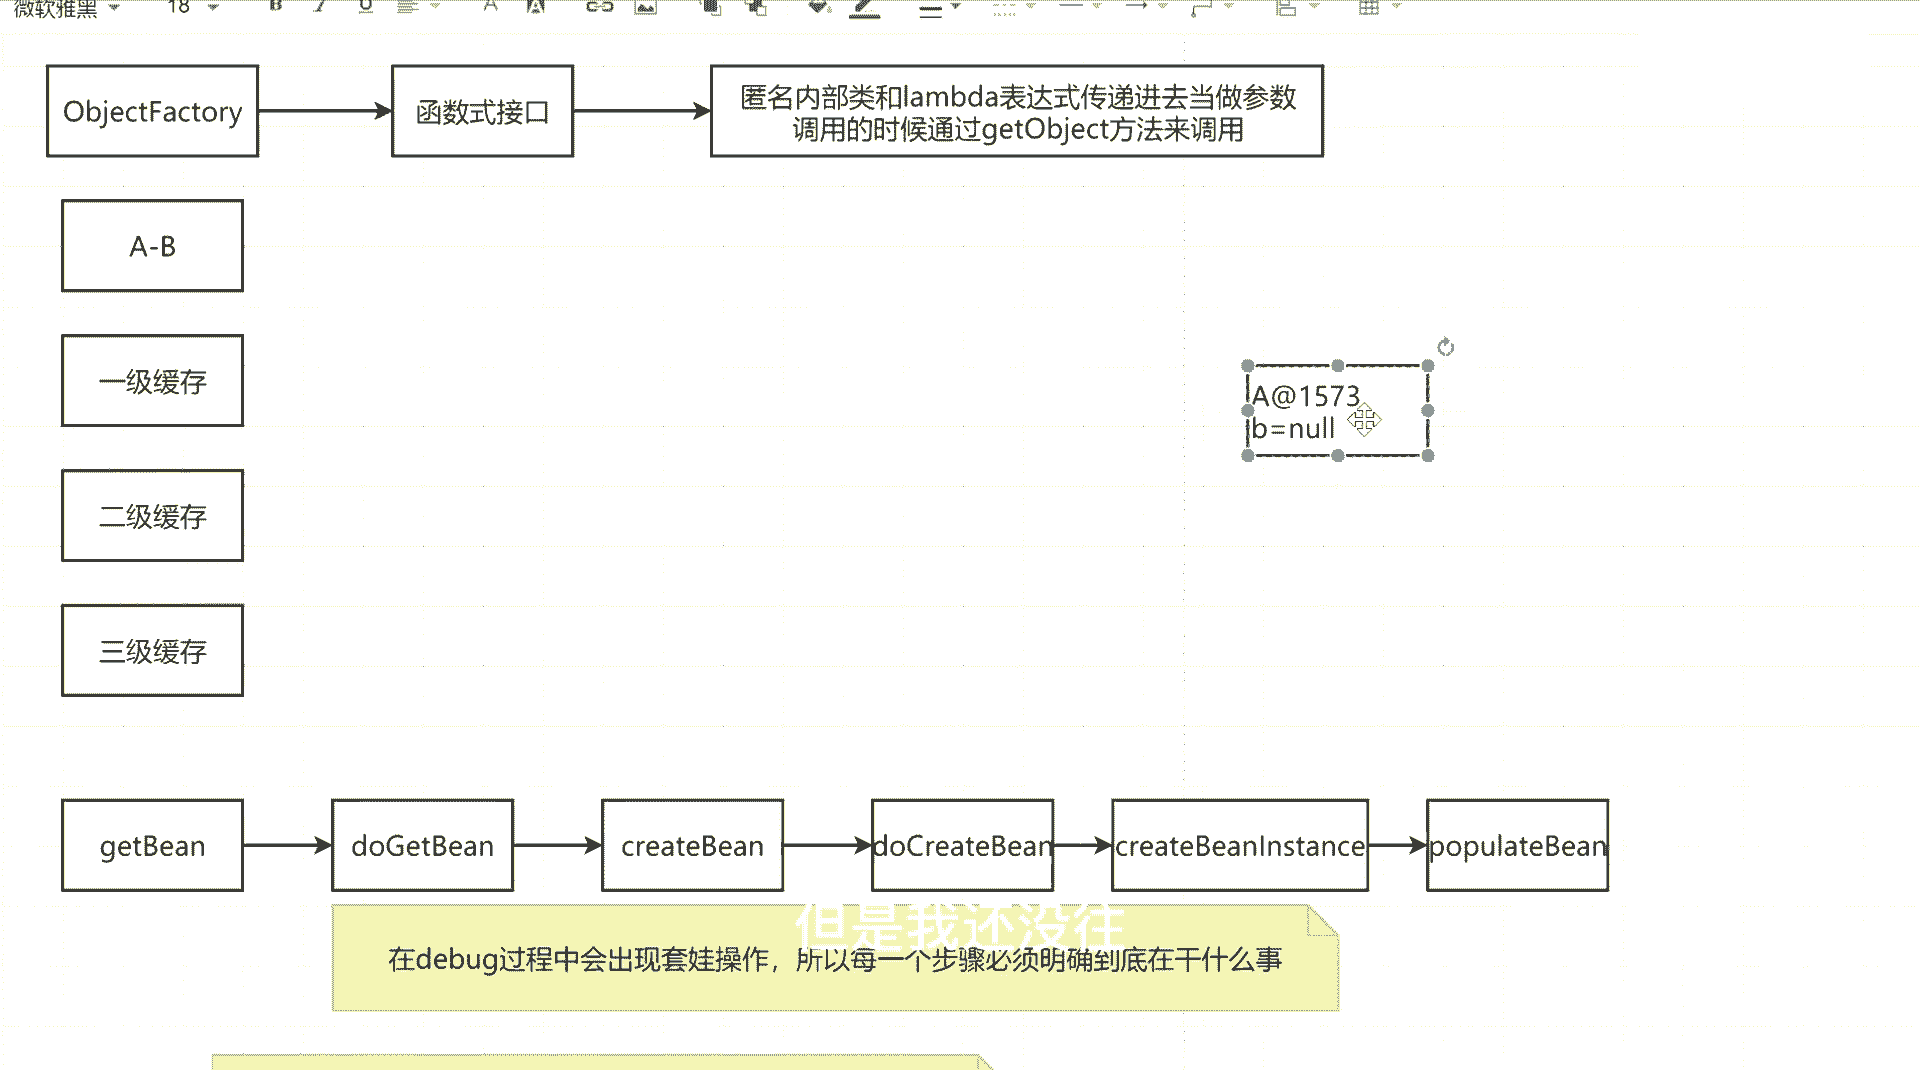 微软雅黑 18 B I U A A
ObjectFactory
函数式接口
匿名内部类和lambda表达式传递进去当做参数
调用的时候通过getObject方法来调用
A-B
一级缓存
A@1573
b=null
二级缓存
三级缓存
getBean
doGetBean
createBean
doCreateBean
createBeanInstance
populateBean
但是我还没往
在debug过程中会出现套娃操作，所以每一个步骤必须明确到底在干什么事